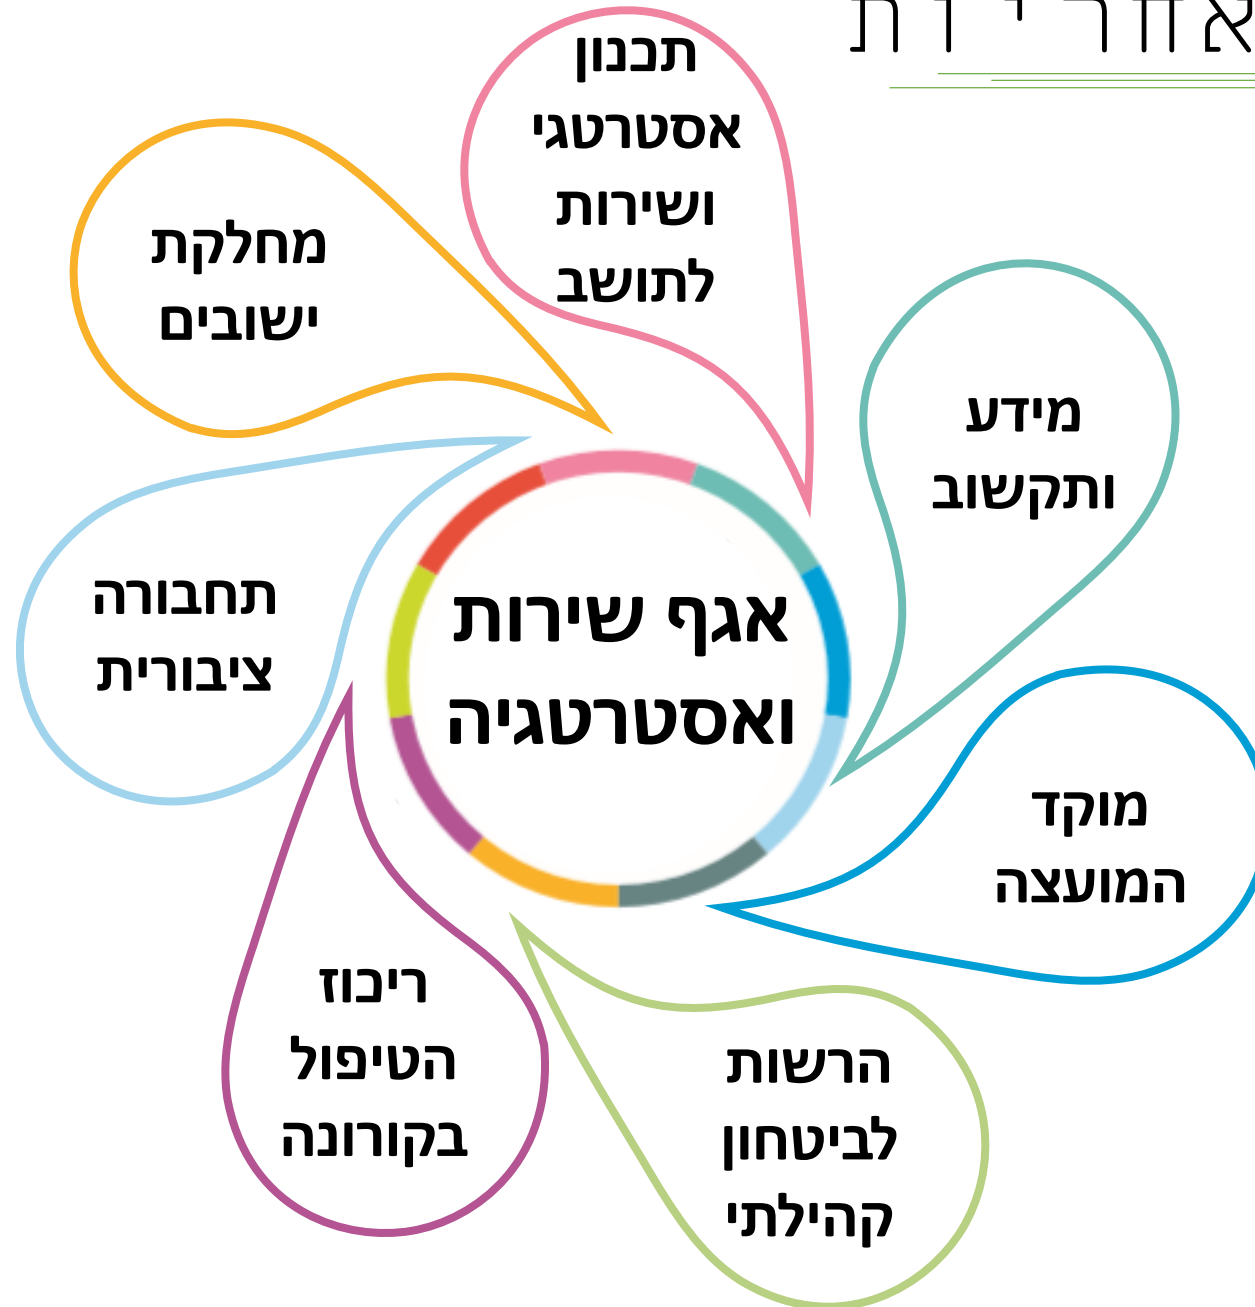 אחריות
תכנון
אסטרטגי
ושירות
לתושב
מידע
ותקשוב
מוקד
המועצה
הרשות
לביטחון
קהילתי
ריכוז
הטיפול
בקורונה
תחבורה
ציבורית
מחלקת
ישובים
אגף שירות
ואסטרטגיה